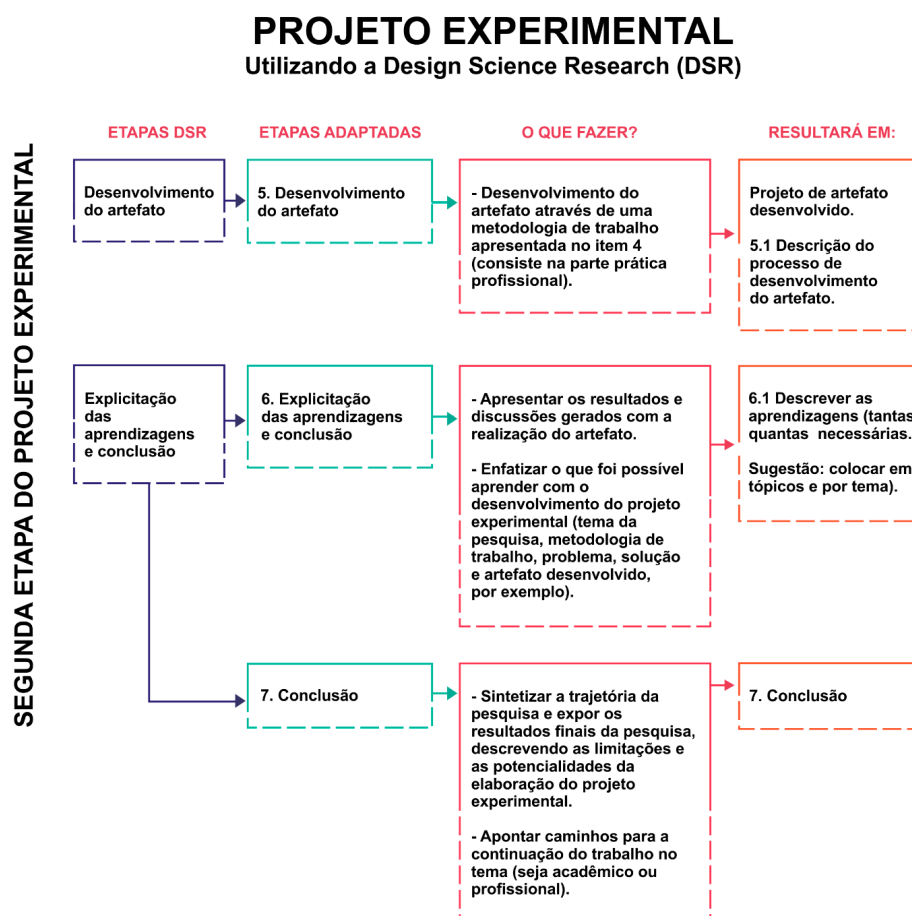 PROJETO EXPERIMENTAL
Utilizando a Design Science Research (DSR)
SEGUNDA ETAPA DO PROJETO EXPERIMENTAL
ETAPAS DSR
ETAPAS ADAPTADAS
O QUE FAZER?
RESULTARÁ EM:
Desenvolvimento
do artefato
5. Desenvolvimento
do artefato
- Desenvolvimento do
artefato através de uma
metodologia de trabalho
apresentada no item 4
(consiste na parte prática
profissional).
Projeto de artefato
desenvolvido.
5.1 Descrição do
processo de
desenvolvimento
do artefato.
Explicitação
das
aprendizagens
e conclusão
6. Explicitação
das aprendizagens
e conclusão
- Apresentar os resultados e
discussões gerados com a
realização do artefato.
- Enfatizar o que foi possível
aprender com o
desenvolvimento do projeto
experimental (tema da
pesquisa, metodologia de
trabalho, problema, solução
e artefato desenvolvido,
por exemplo).
6.1 Descrever as
aprendizagens (tantas
quantas necessárias.
Sugestão: colocar em
tópicos e por tema).
7. Conclusão
- Sintetizar a trajetória da
pesquisa e expor os
resultados finais da pesquisa,
descrevendo as limitações e
as potencialidades da
elaboração do projeto
experimental.
- Apontar caminhos para a
continuação do trabalho no
tema (seja acadêmico ou
profissional).
7. Conclusão